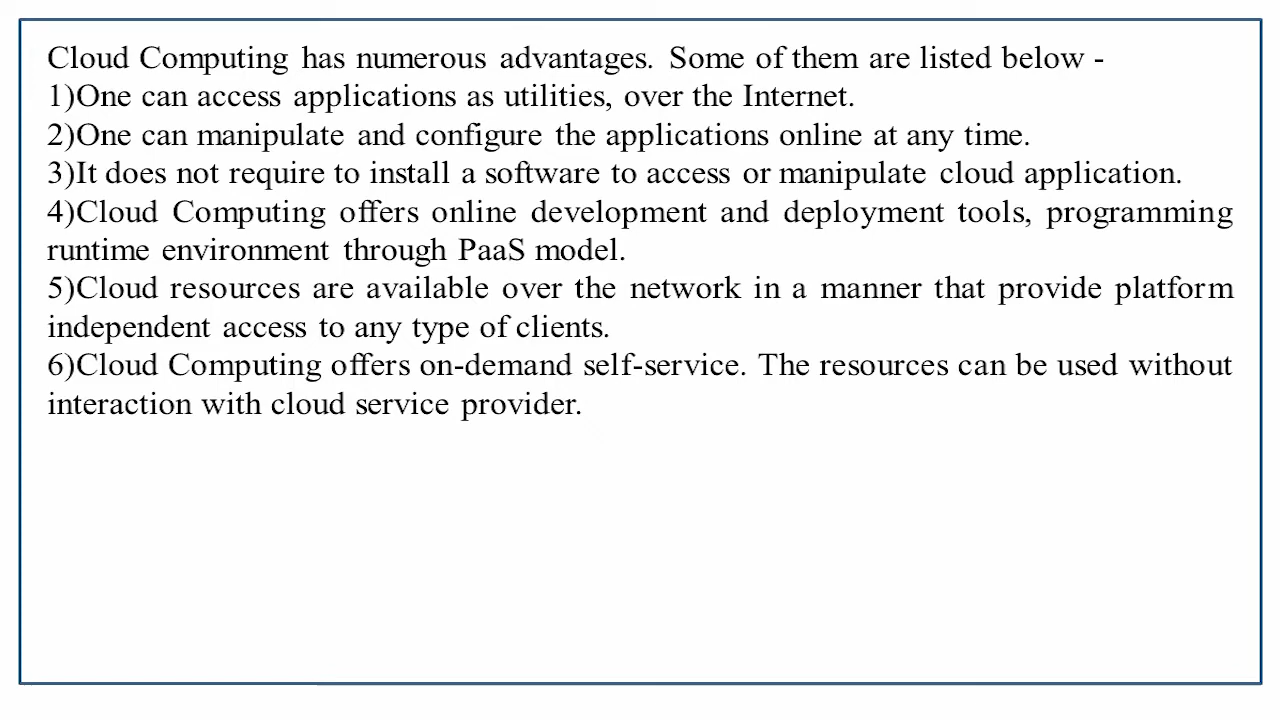 Cloud Computing has numerous advantages. Some of them are listed below -
1)One can access applications as utilities, over the Internet.
2)One can manipulate and configure the applications online at any time.
3)It does not require to install a software to access or manipulate cloud application.
4)Cloud Computing offers online development and deployment tools, programming
runtime environment through PaaS model.
5)Cloud resources are available over the network in a manner that provide platform
independent access to any type of clients.
6)Cloud Computing offers on-demand self-service. The resources can be used without
interaction with cloud service provider.